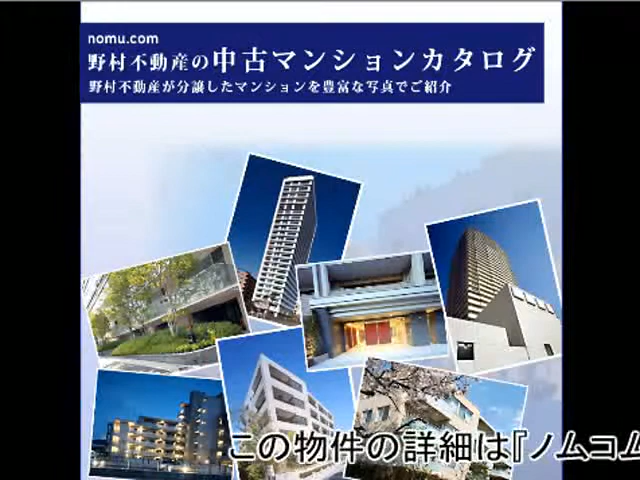 nomu.com
野村不動産の中古マンションカタログ
野村不動産が分譲したマンションを豊富な写真でご紹介
この物件の詳細は『ノムコム